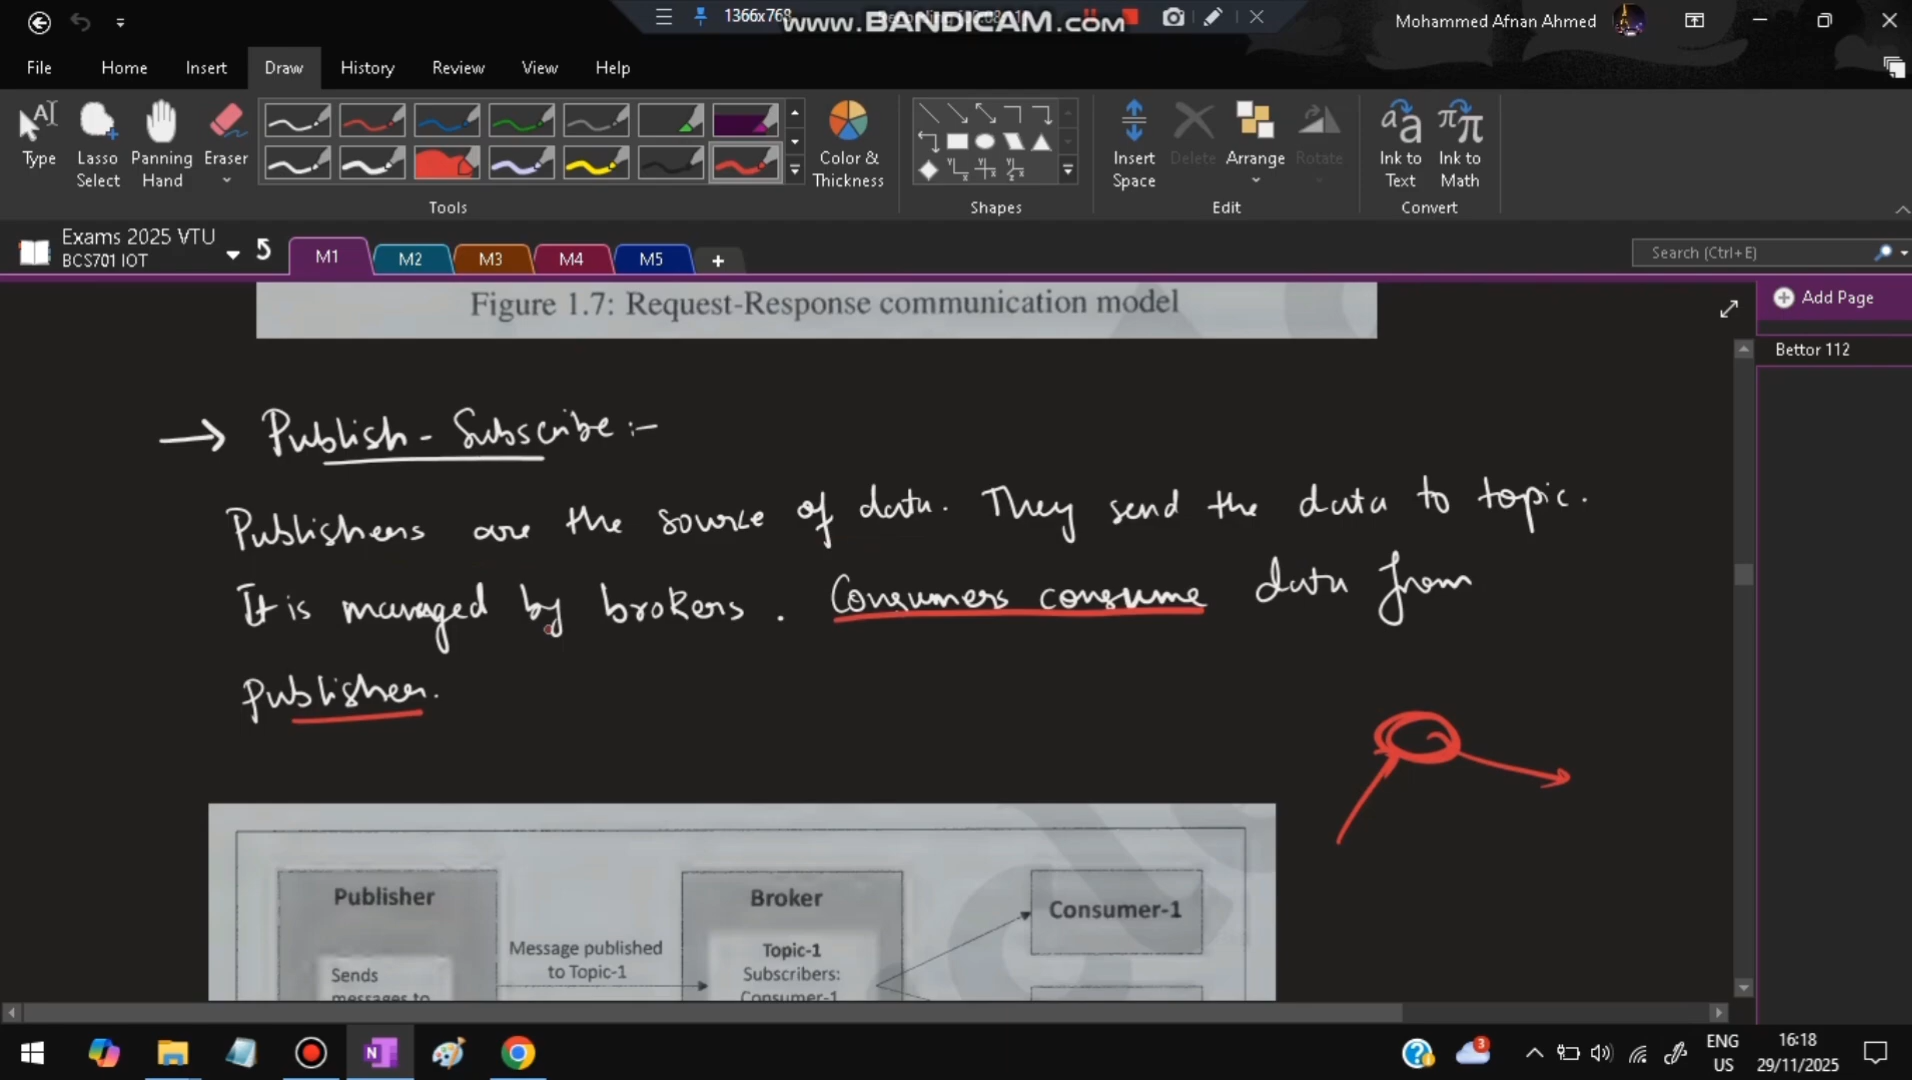 1366x768
www.BANDICAM.com
Mohammed Afnan Ahmed
File Home Insert Draw History Review View Help
Type
Lasso Select
Panning Hand
Eraser
Color & Thickness
Insert Space
Delete
Arrange
Rotate
Ink to Text
Ink to Math
Tools
Shapes
Edit
Convert
Exams 2025 VTU
BCS701 IOT
M1 M2 M3 M4 M5
Search (Ctrl+E)
Add Page
Bettor 112
Figure 1.7: Request-Response communication model
→ Publish - Subscribe :-
Publishers are the source of data. They send the data to topic.
It is managed by brokers. Consumers consume data from
publisher.
Publisher
Sends
messages to
Message published
to Topic-1
Broker
Topic-1
Subscribers:
Consumer-1
Consumer-1
3
ENG
US
16:18
29/11/2025